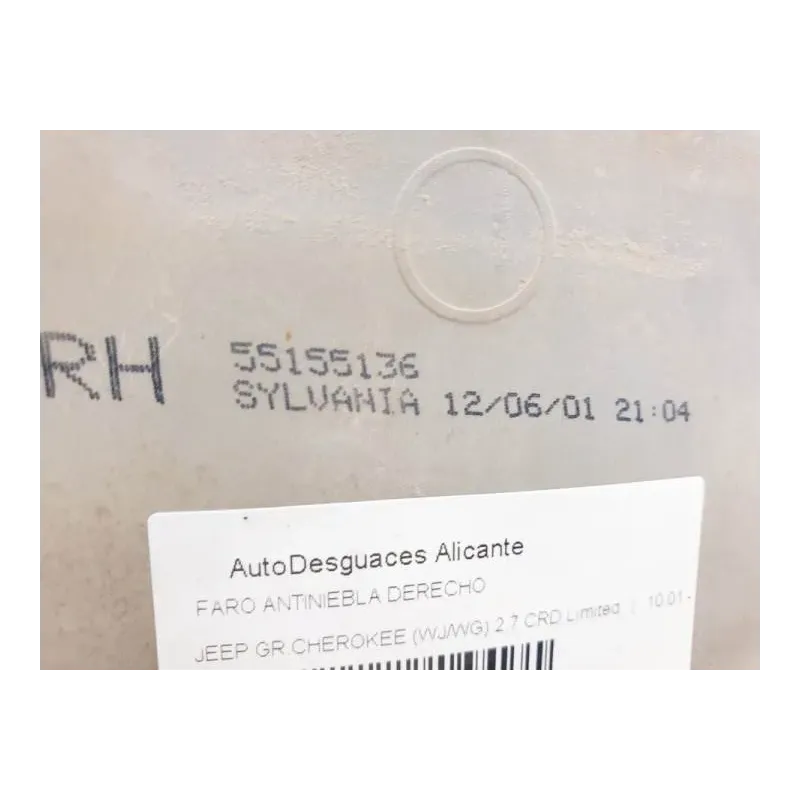 RH 55155136
SYLVANIA 12/06/01 21:04
AutoDesguaces Alicante
FARO ANTINIEBLA DERECHO
JEEP GR.CHEROKEE (WJ/WG) 2.7 CRD Limited | 10.01 -